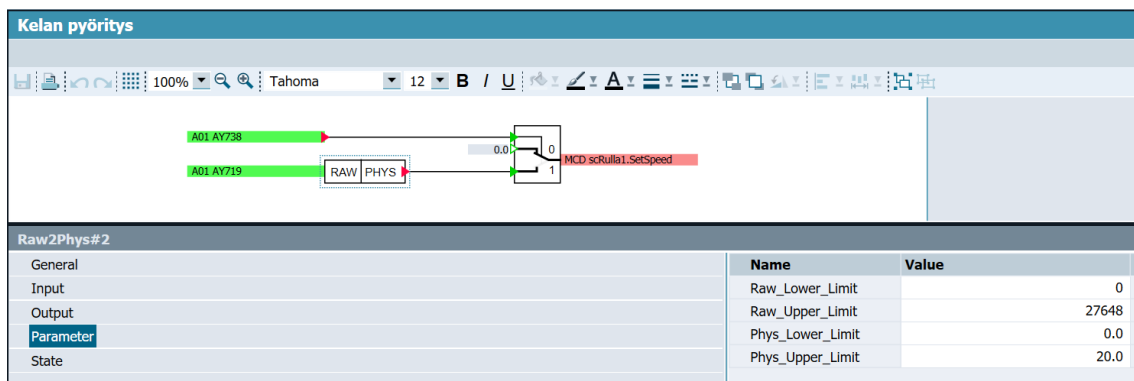 Kelan pyöritys
100% Tahoma 12 B I U A
A01 AY738
0.0 0
MCD scRulla1.SetSpeed
A01 AY719 RAW PHYS 1
Raw2Phys#2
General Name Value
Input Raw_Lower_Limit 0
Output Raw_Upper_Limit 27648
Parameter Phys_Lower_Limit 0.0
State Phys_Upper_Limit 20.0